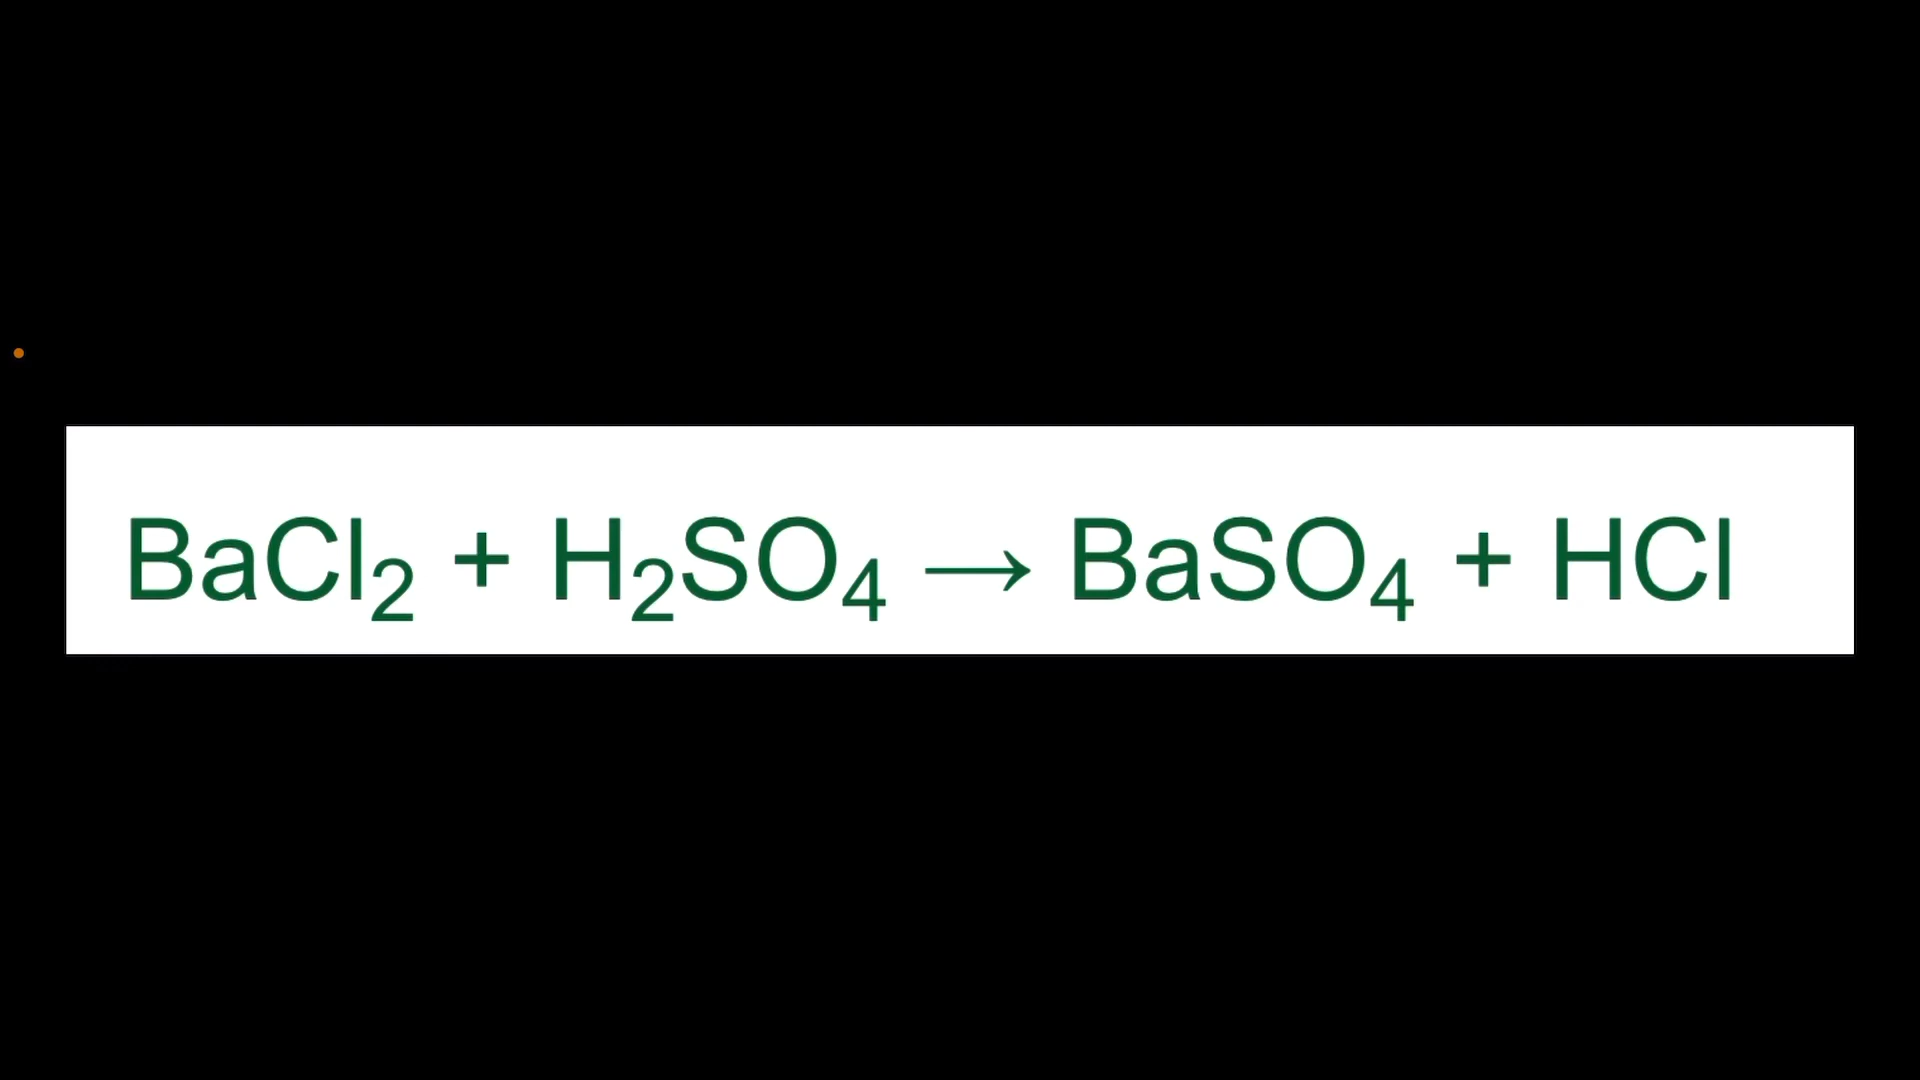 BaCl₂ + H₂SO₄ → BaSO₄ + HCl